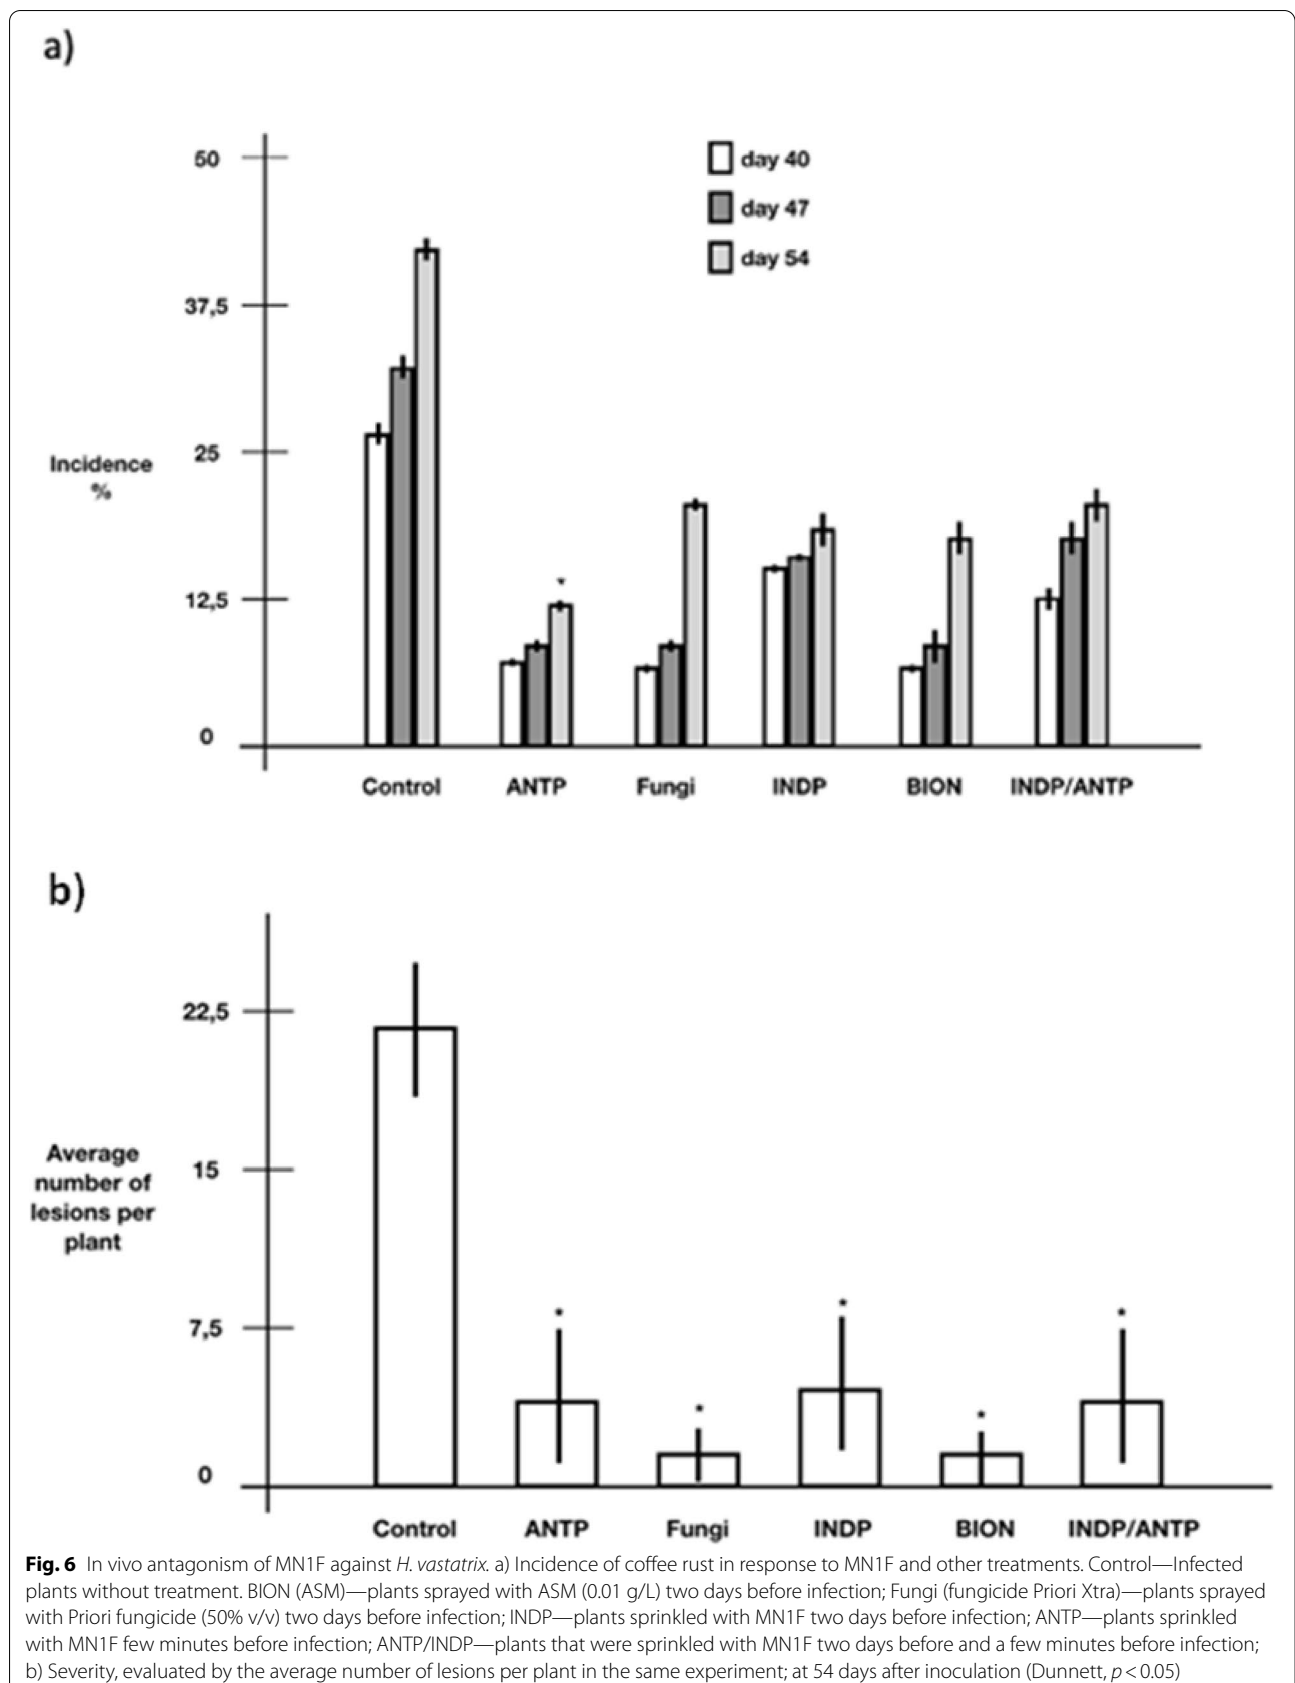 a)
50
day 40
day 47
day 54
37,5
Incidence
%
25
12,5
*
0
Control ANTP Fungi INDP BION INDP/ANTP
b)
22,5
Average
number of
lesions per
plant
15
7,5
* * * * *
0
Control ANTP Fungi INDP BION INDP/ANTP
Fig. 6 In vivo antagonism of MN1F against H. vastatrix. a) Incidence of coffee rust in response to MN1F and other treatments. Control—Infected
plants without treatment. BION (ASM)—plants sprayed with ASM (0.01 g/L) two days before infection; Fungi (fungicide Priori Xtra)—plants sprayed
with Priori fungicide (50% v/v) two days before infection; INDP—plants sprinkled with MN1F two days before infection; ANTP—plants sprinkled
with MN1F few minutes before infection; ANTP/INDP—plants that were sprinkled with MN1F two days before and a few minutes before infection;
b) Severity, evaluated by the average number of lesions per plant in the same experiment; at 54 days after inoculation (Dunnett, p < 0.05)